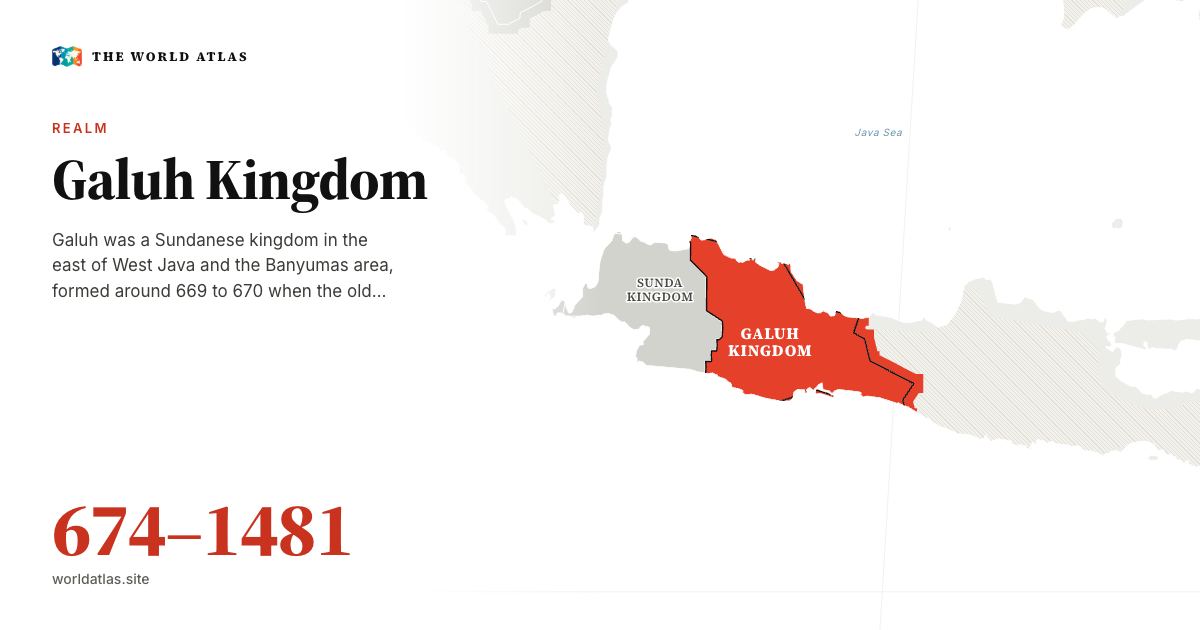 THE WORLD ATLAS
REALM
Galuh Kingdom
Galuh was a Sundanese kingdom in the
east of West Java and the Banyumas area,
formed around 669 to 670 when the old…
674–1481
worldatlas.site
Java Sea
SUNDA
KINGDOM
GALUH
KINGDOM